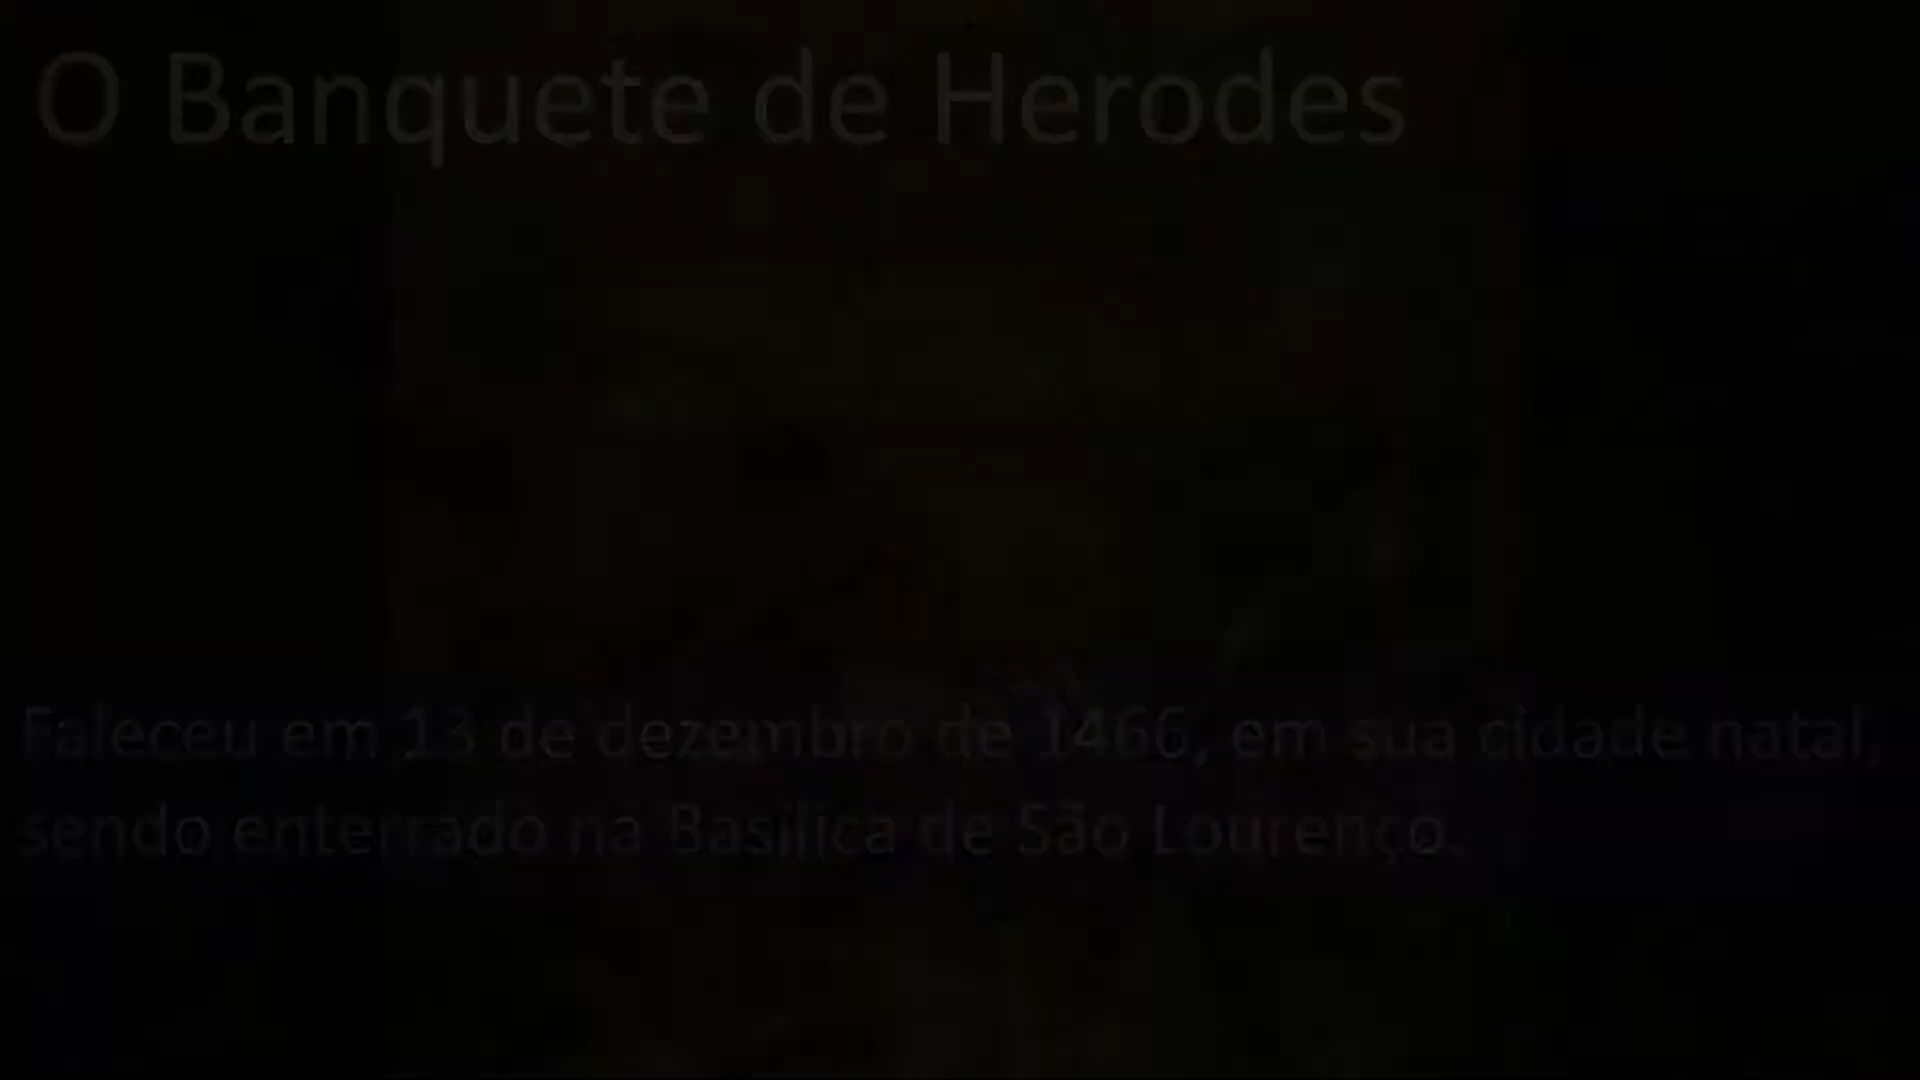 O Banquete de Herodes
Faleceu em 13 de dezembro de 1466, em sua cidade natal,
sendo enterrado na Basílica de São Lourenço.